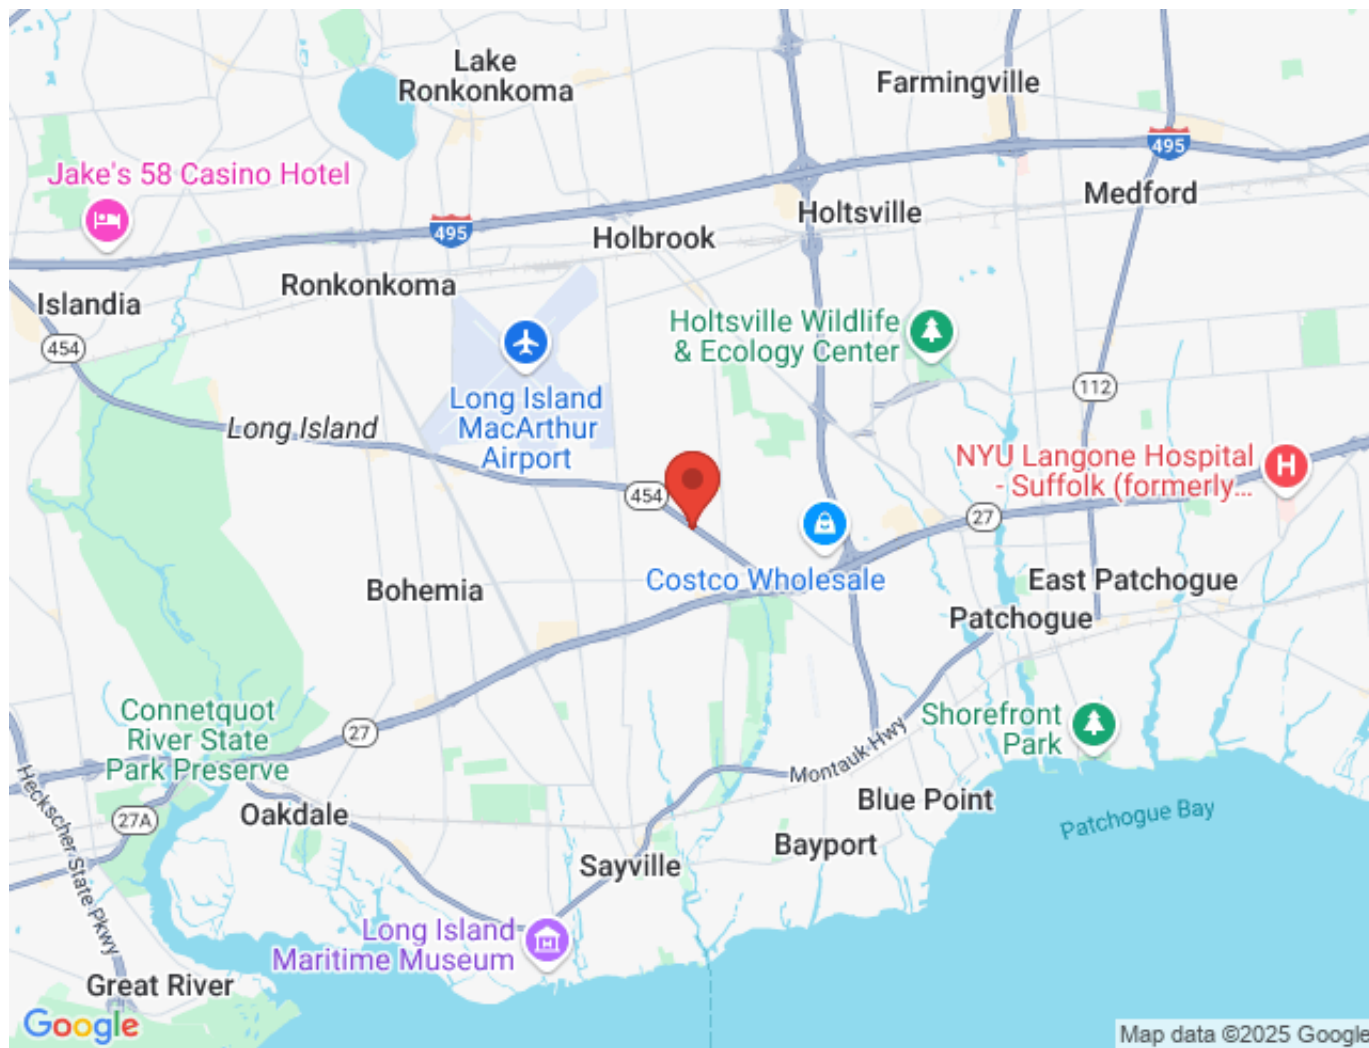 Lake
Ronkonkoma
Farmingville
495
Jake's 58 Casino Hotel
Medford
Holtsville
495
Holbrook
Ronkonkoma
Islandia
454
Holtsville Wildlife
& Ecology Center
112
Long Island
MacArthur
Airport
Long Island
NYU Langone Hospital
- Suffolk (formerly...
H
454
27
Costco Wholesale
East Patchogue
Bohemia
Patchogue
Connetquot
River State
Park Preserve
27
Shorefront
Park
Montauk Hwy
Heckscher State Pkwy
27A
Oakdale
Blue Point
Patchogue Bay
Bayport
Sayville
Long Island
Maritime Museum
Great River
Google
Map data ©2025 Google